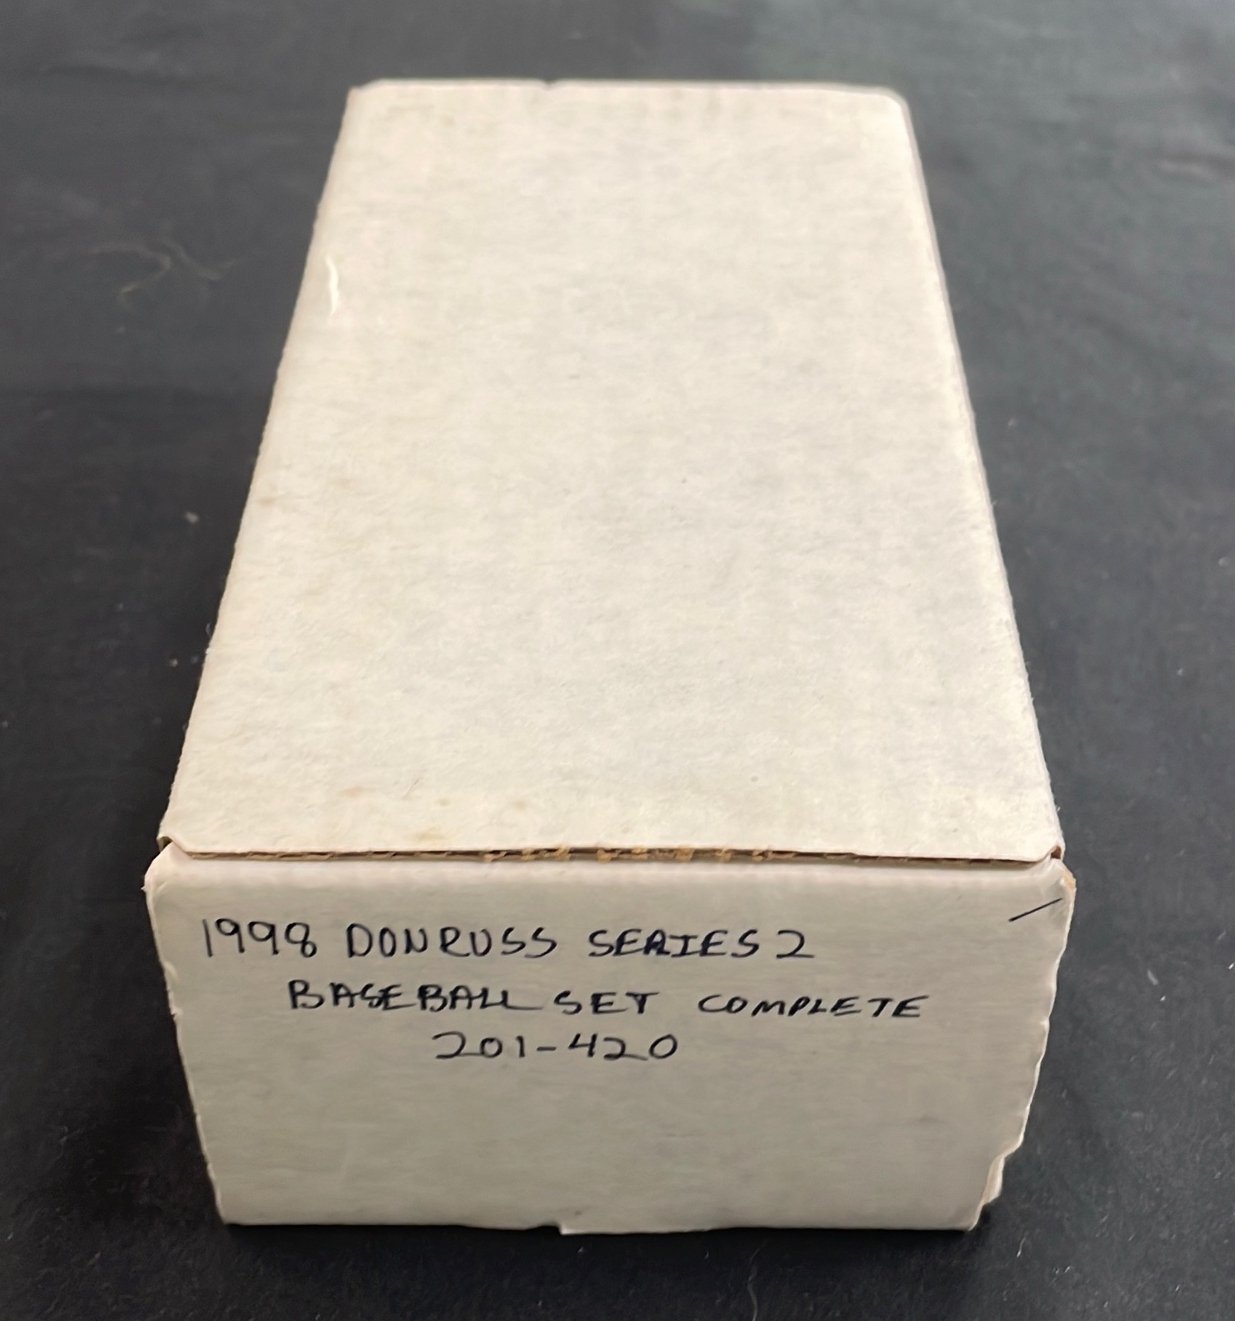 1998 DONRUSS SERIES 2
BASEBALL SET COMPLETE
201-420